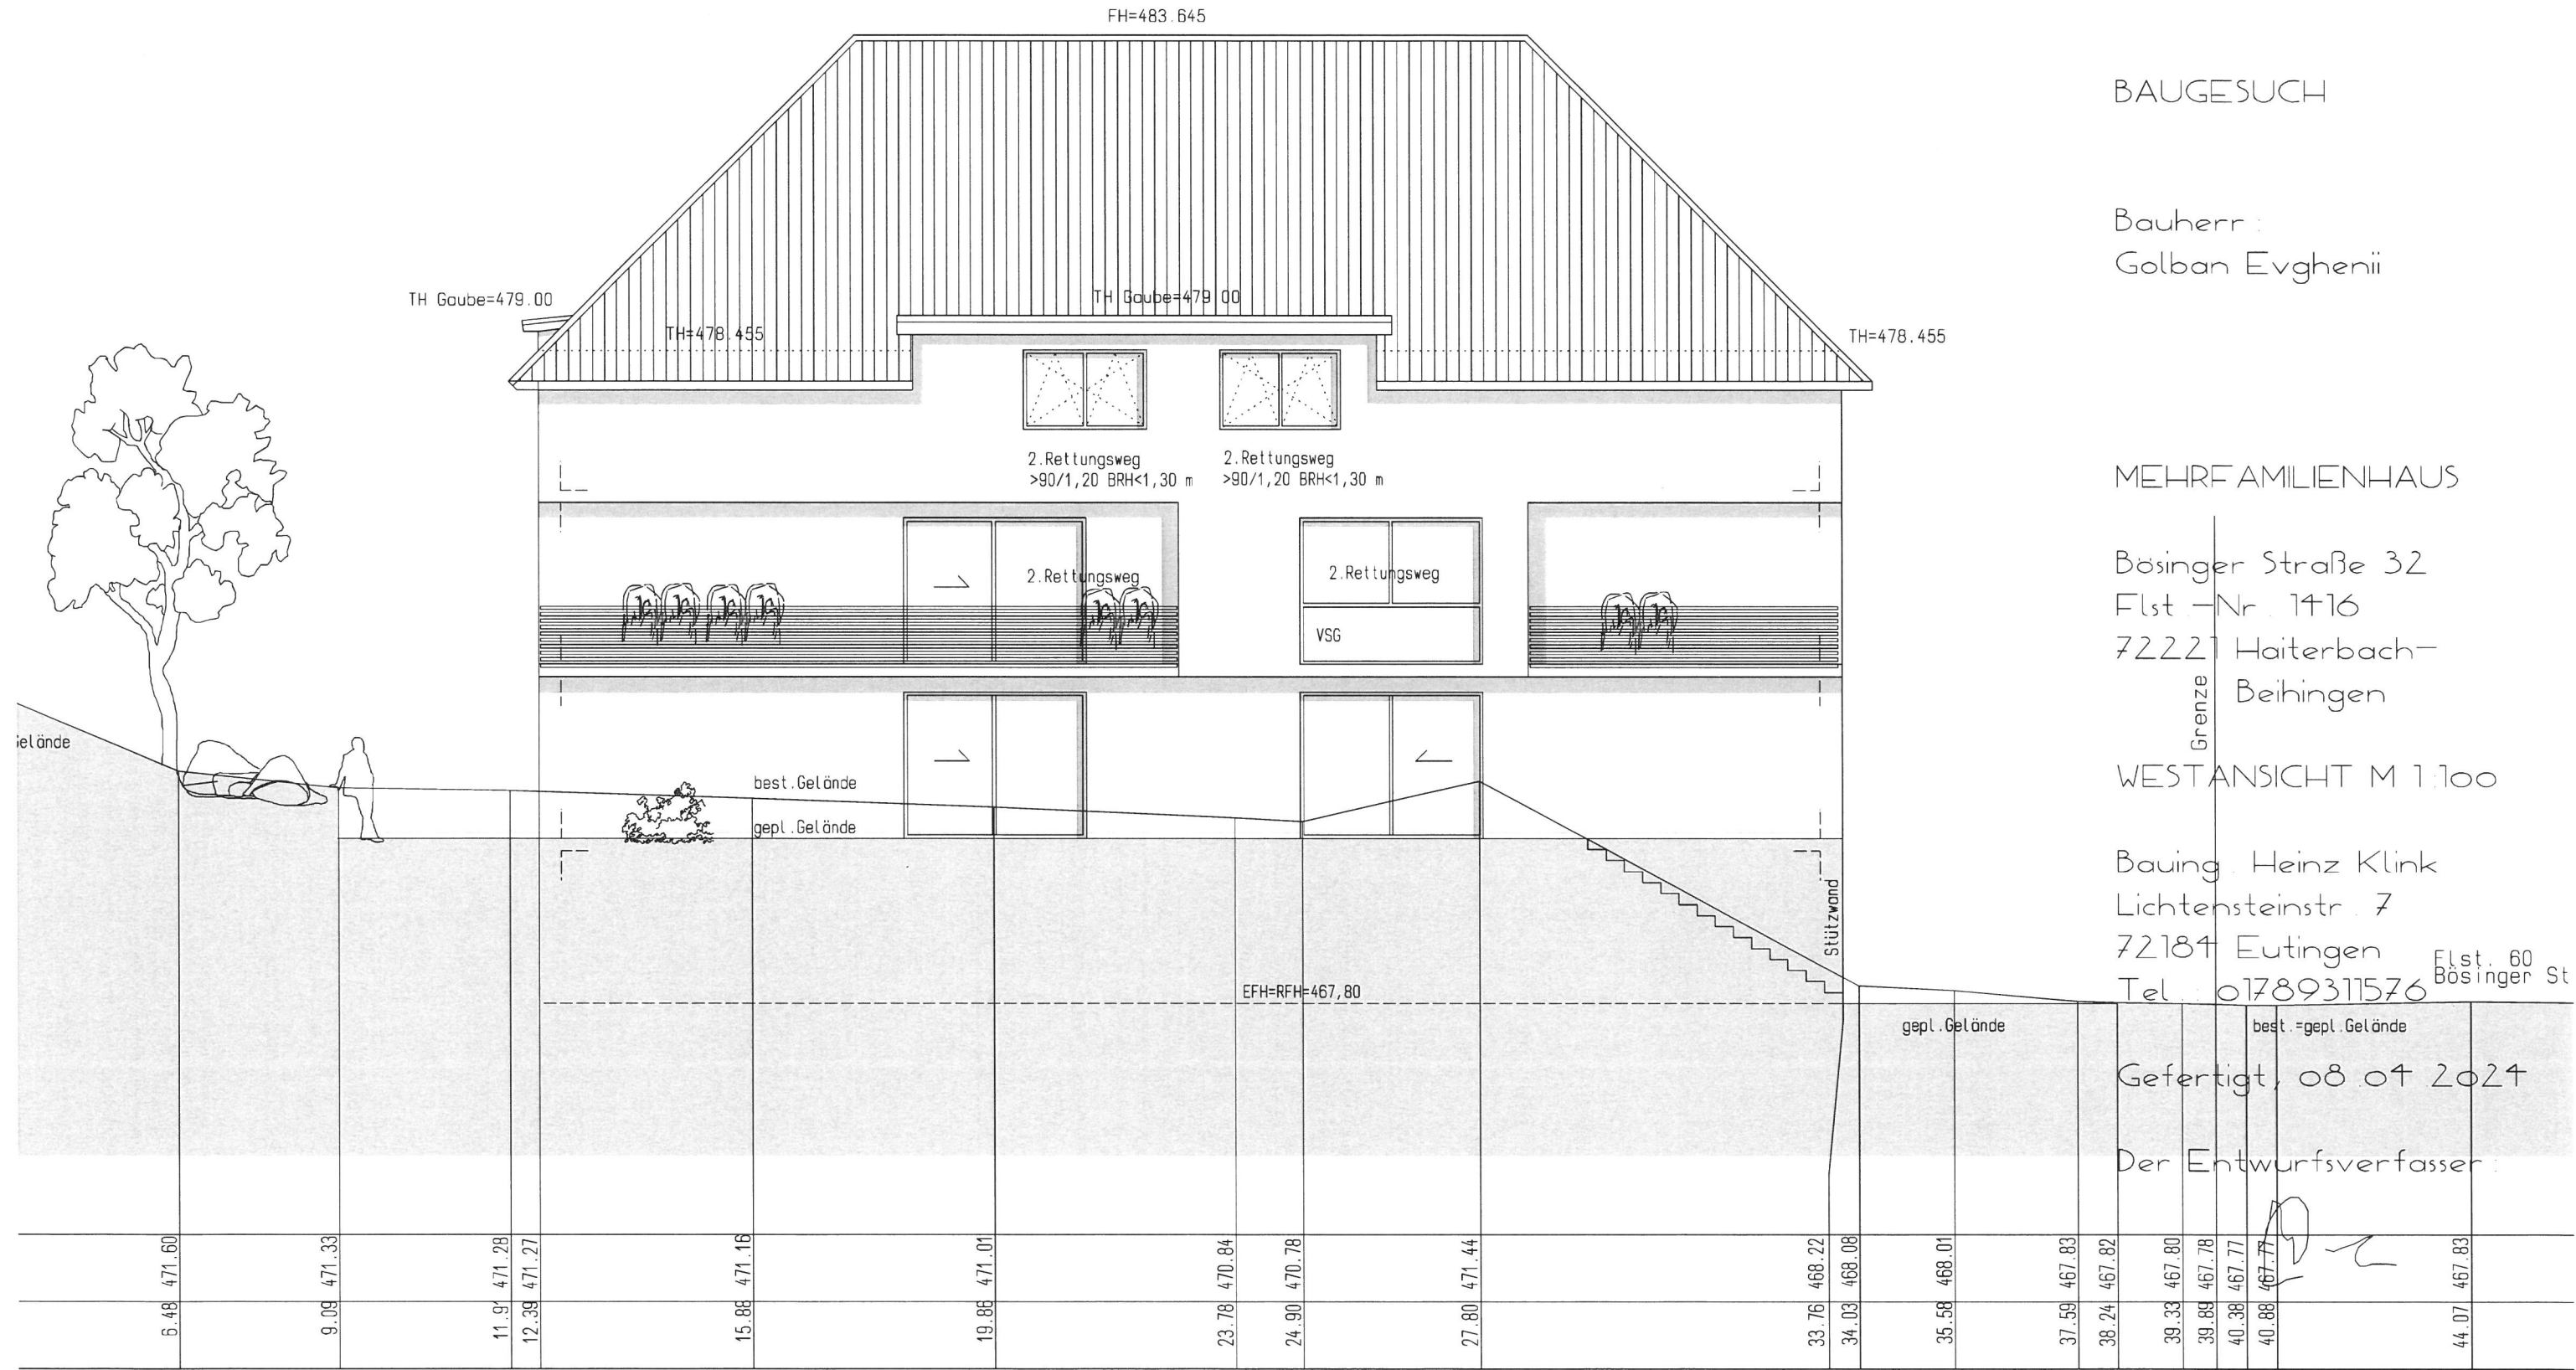 FH=483.645
BAUGESUCH
Bauherr :
Golban Evghenii
TH Gaube=479.00
TH Gaube=479.00
TH=478.455
TH=478.455
2.Rettungsweg
>90/1,20 BRH<1,30 m
2.Rettungsweg
>90/1,20 BRH<1,30 m
MEHRFAMILIENHAUS
Bösinger Straße 32
Flst.-Nr. 1416
72221 Haiterbach-
Beihingen
2.Rettungsweg
2.Rettungsweg
VSG
Grenze
elände
best.Gelände
gepl.Gelände
WESTANSICHT M 1:100
Bauing. Heinz Klink
Lichtensteinstr. 7
72184 Eutingen
Tel.: 01789311576
Flst. 60
Bösinger St
Stützwand
EFH=RFH=467,80
gepl.Gelände
best.=gepl.Gelände
Gefertigt, 08.04.2024
Der Entwurfsverfasser :
471.60 471.33 471.28 471.27 471.16 471.01 470.84 470.78 471.44 468.22 468.08 468.01 467.83 467.82 467.80 467.78 467.77 467.77 467.83
6.48 9.09 11.9 12.39 15.88 19.86 23.78 24.90 27.80 33.76 34.03 35.58 37.59 38.24 39.33 39.89 40.38 40.88 44.07